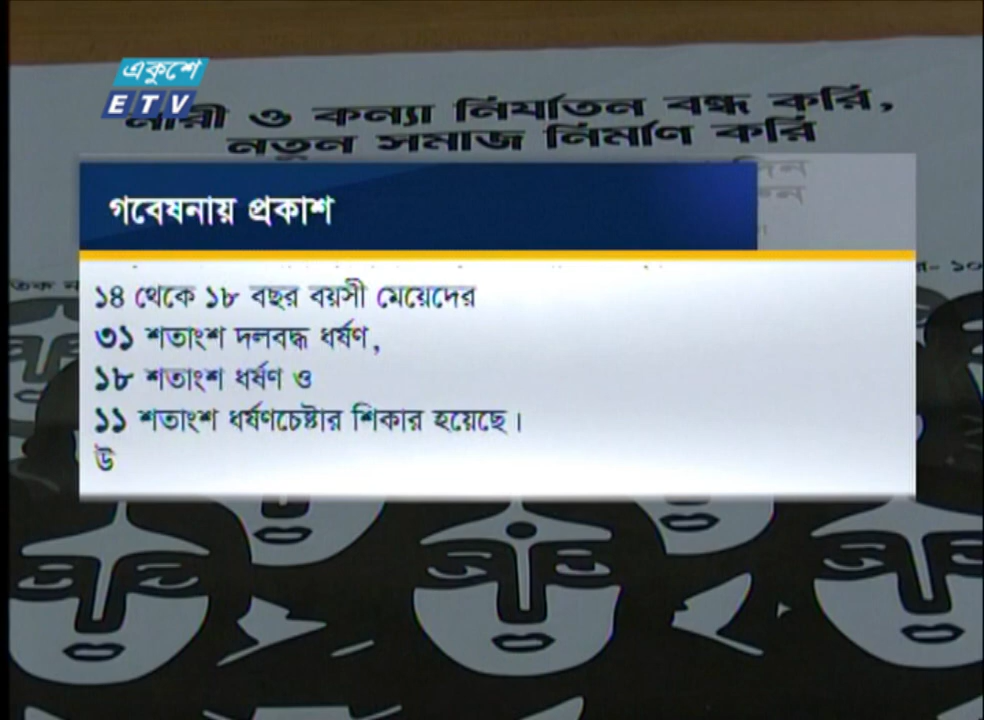 একুশে
ETV
নারী ও কন্যা নির্যাতন বন্ধ করি,
নতুন সমাজ নির্মাণ করি
গবেষনায় প্রকাশ
১৪ থেকে ১৮ বছর বয়সী মেয়েদের
৩১ শতাংশ দলবদ্ধ ধর্ষণ,
১৮ শতাংশ ধর্ষণ ও
১১ শতাংশ ধর্ষণচেষ্টার শিকার হয়েছে।
উ